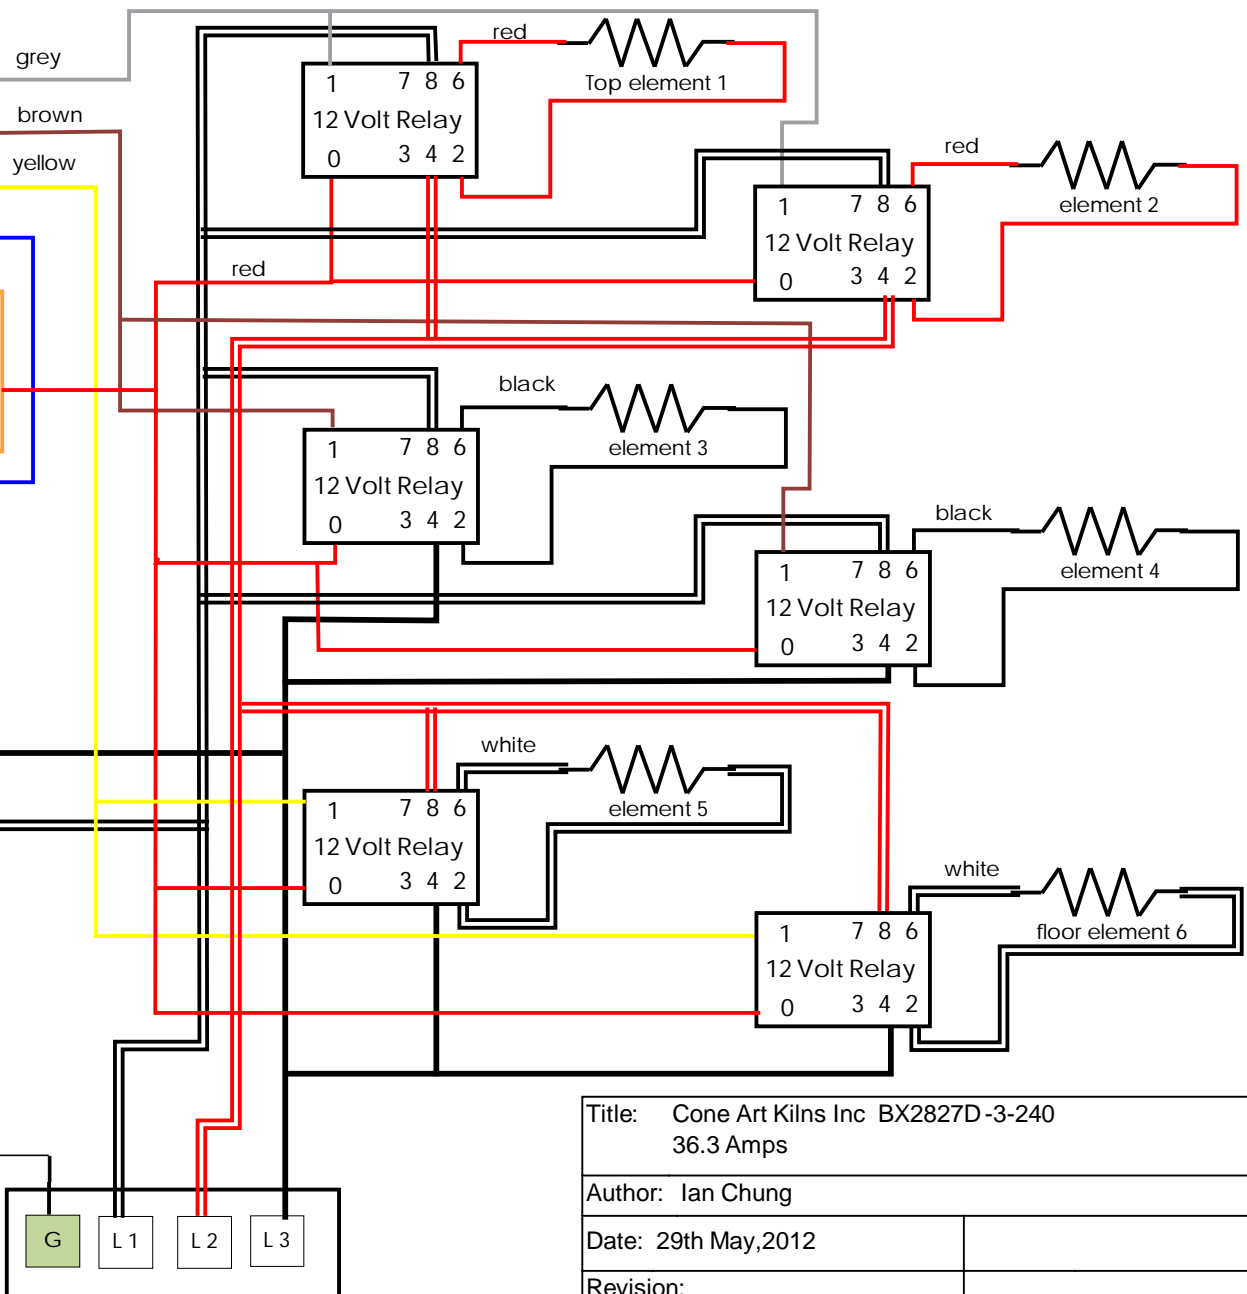 grey
red
Top element 1
1 7 8 6
12 Volt Relay
0 3 4 2
brown
yellow
red
element 2
1 7 8 6
12 Volt Relay
0 3 4 2
red
black
element 3
1 7 8 6
12 Volt Relay
0 3 4 2
black
element 4
1 7 8 6
12 Volt Relay
0 3 4 2
white
element 5
1 7 8 6
12 Volt Relay
0 3 4 2
white
floor element 6
1 7 8 6
12 Volt Relay
0 3 4 2
Title: Cone Art Kilns Inc BX2827D-3-240
36.3 Amps
Author: Ian Chung
Date: 29th May,2012
Revision:
G L 1 L 2 L 3